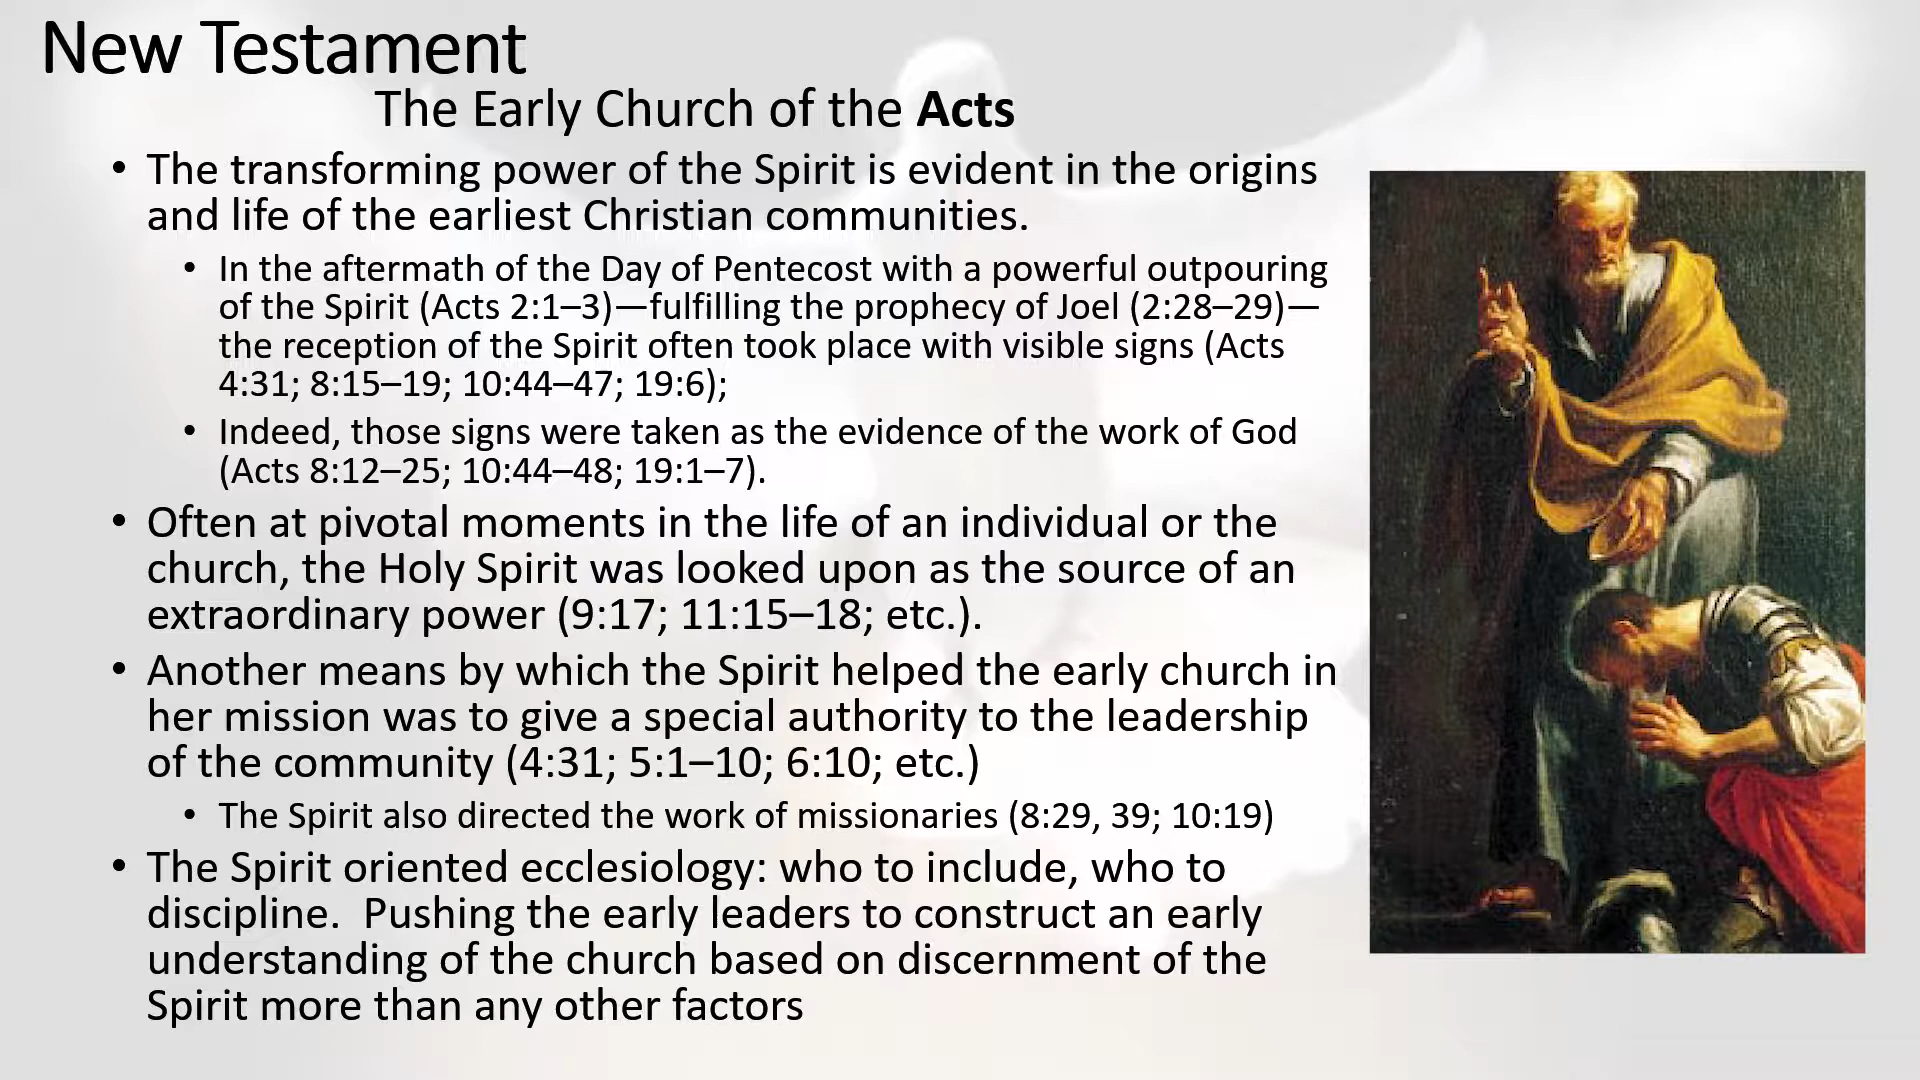 New Testament
The Early Church of the Acts
• The transforming power of the Spirit is evident in the origins
and life of the earliest Christian communities.
• In the aftermath of the Day of Pentecost with a powerful outpouring
of the Spirit (Acts 2:1–3)—fulfilling the prophecy of Joel (2:28–29)—
the reception of the Spirit often took place with visible signs (Acts
4:31; 8:15–19; 10:44–47; 19:6);
• Indeed, those signs were taken as the evidence of the work of God
(Acts 8:12–25; 10:44–48; 19:1–7).
• Often at pivotal moments in the life of an individual or the
church, the Holy Spirit was looked upon as the source of an
extraordinary power (9:17; 11:15–18; etc.).
• Another means by which the Spirit helped the early church in
her mission was to give a special authority to the leadership
of the community (4:31; 5:1–10; 6:10; etc.)
• The Spirit also directed the work of missionaries (8:29, 39; 10:19)
• The Spirit oriented ecclesiology: who to include, who to
discipline.  Pushing the early leaders to construct an early
understanding of the church based on discernment of the
Spirit more than any other factors